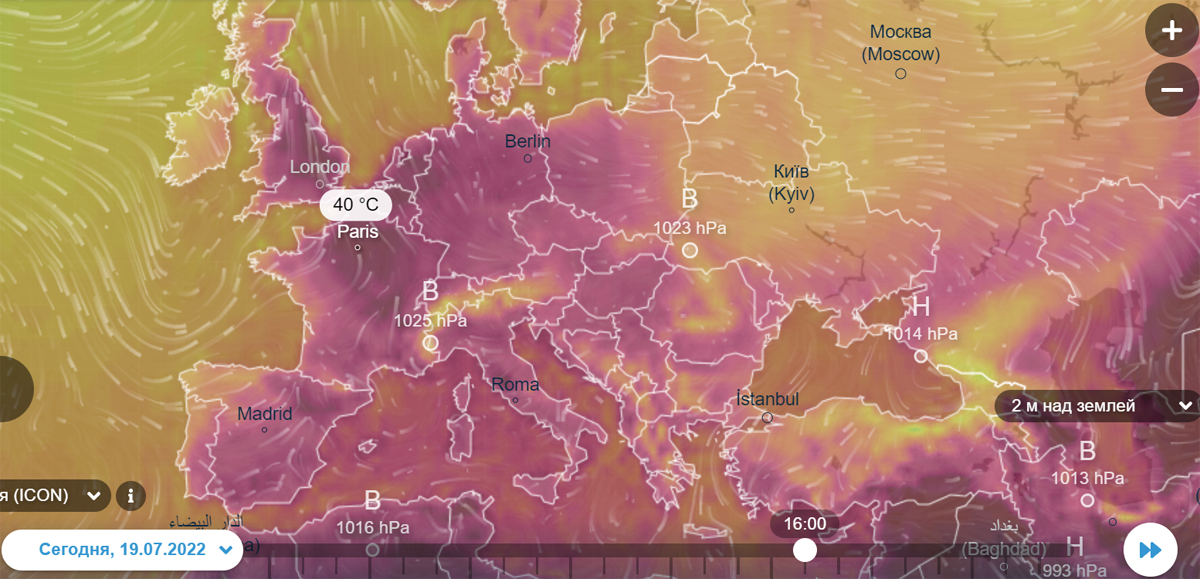 Москва
(Moscow)
Berlin
London
Київ
(Kyiv)
40 °C
Paris
B
1023 hPa
B
1025 hPa
H
1014 hPa
Roma
Madrid
İstanbul
2 м над землей
B
1013 hPa
я (ICON)
i
B
1016 hPa
16:00
الدار البيضاء
بغداد
(Baghdad)
H
993 hPa
Сегодня, 19.07.2022
a)